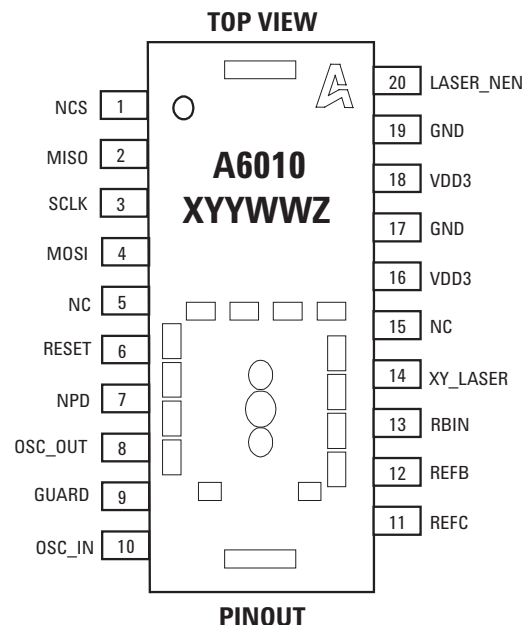 TOP VIEW
A6010
XYYWWZ
NCS 1
MISO 2
SCLK 3
MOSI 4
NC 5
RESET 6
NPD 7
OSC_OUT 8
GUARD 9
OSC_IN 10
20 LASER_NEN
19 GND
18 VDD3
17 GND
16 VDD3
15 NC
14 XY_LASER
13 RBIN
12 REFB
11 REFC
PINOUT